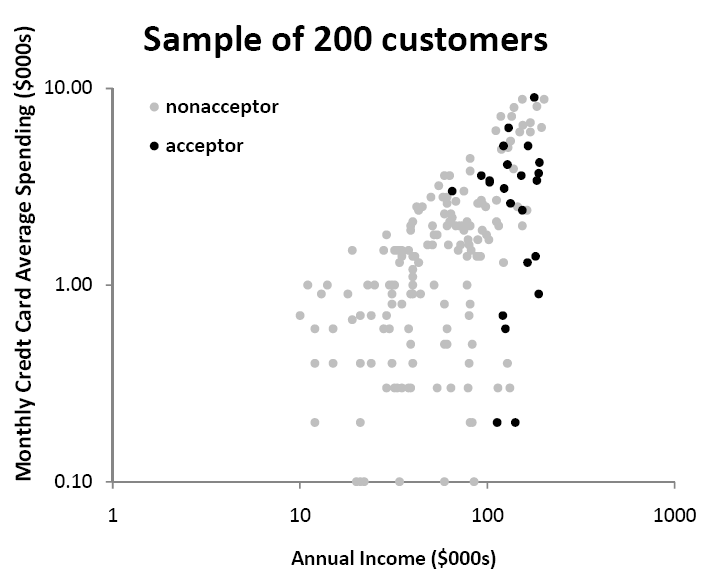 Sample of 200 customers
Monthly Credt Card Average Spending ($000s)
10.00
1.00
0.10
nonacceptor
acceptor
1
10
100
1000
Annual Income ($000s)